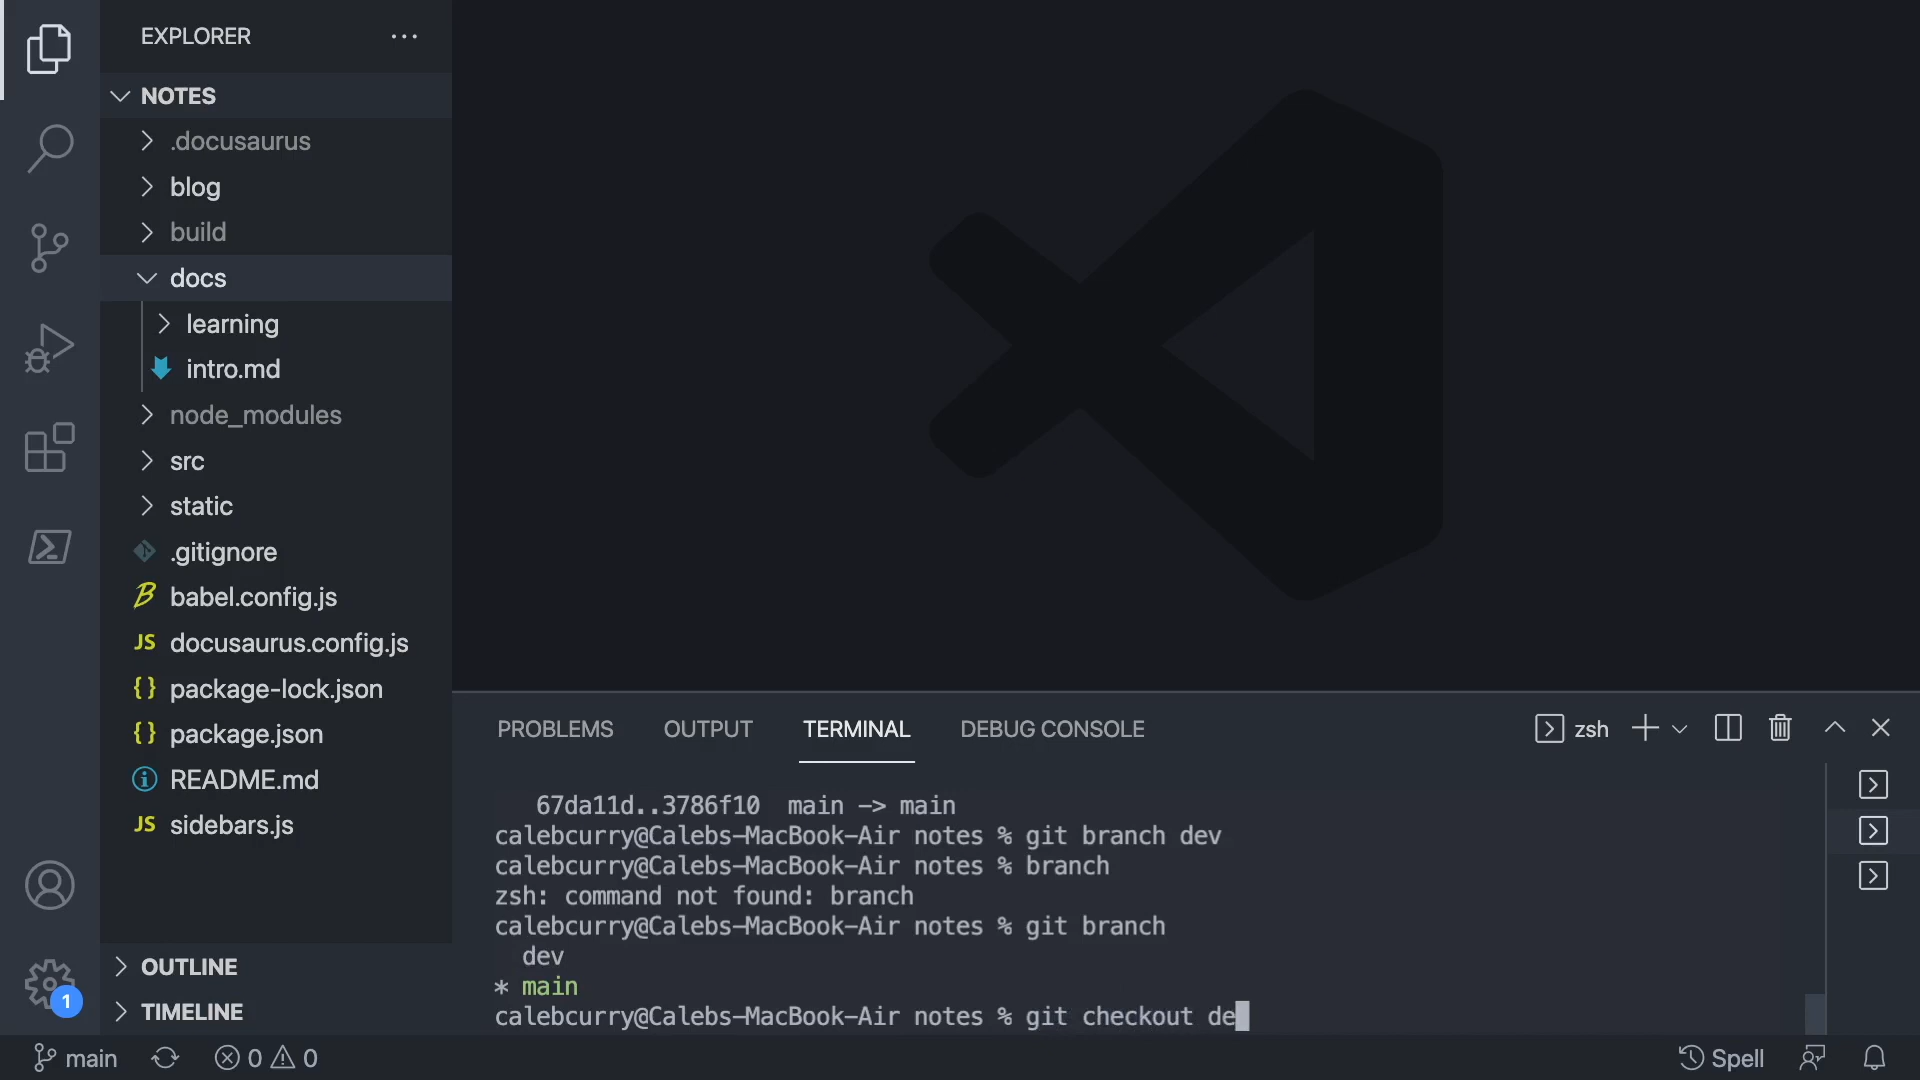 EXPLORER
NOTES
.docusaurus
blog
build
docs
learning
intro.md
node_modules
src
static
.gitignore
babel.config.js
JS docusaurus.config.js
{} package-lock.json
{} package.json
README.md
JS sidebars.js
OUTLINE
TIMELINE
1
PROBLEMS OUTPUT TERMINAL DEBUG CONSOLE zsh
67da11d..3786f10 main -> main
calebcurry@Calebs-MacBook-Air notes % git branch dev
calebcurry@Calebs-MacBook-Air notes % branch
zsh: command not found: branch
calebcurry@Calebs-MacBook-Air notes % git branch
dev
* main
calebcurry@Calebs-MacBook-Air notes % git checkout de
main 0 0 Spell